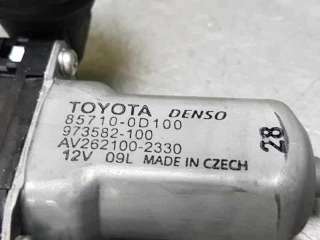 TOYOTA DENSO
85710-0D100
973582-100
AV262100-2330
12V 09L MADE IN CZECH
28